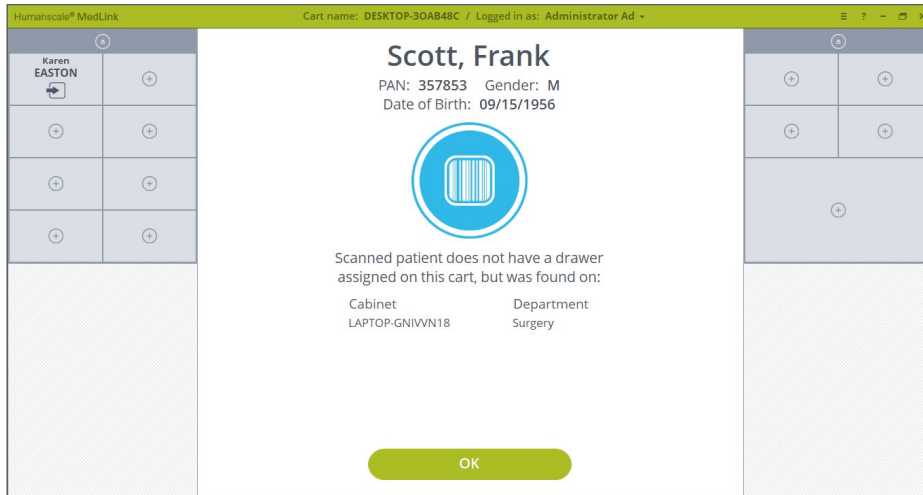 Humanscale® MedLink
Cart name: DESKTOP-3OAB48C / Logged in as: Administrator Ad
Karen
EASTON
Scott, Frank
PAN: 357853 Gender: M
Date of Birth: 09/15/1956
Scanned patient does not have a drawer
assigned on this cart, but was found on:
Cabinet Department
LAPTOP-GNIVVN18 Surgery
OK